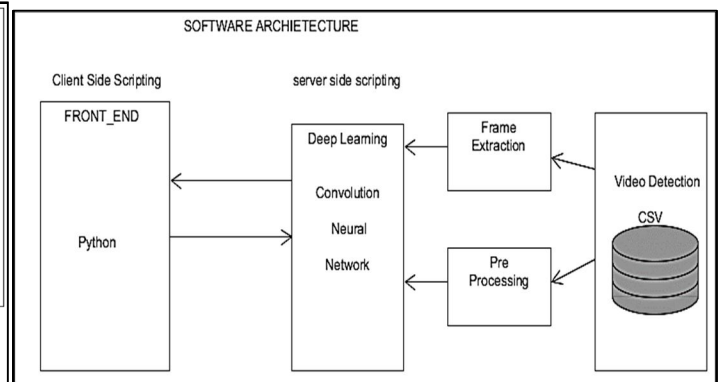 SOFTWARE ARCHIETECTURE
Client Side Scripting
server side scripting
FRONT_END
Python
Deep Learning
Convolution
Neural
Network
Frame
Extraction
Pre
Processing
Video Detection
CSV